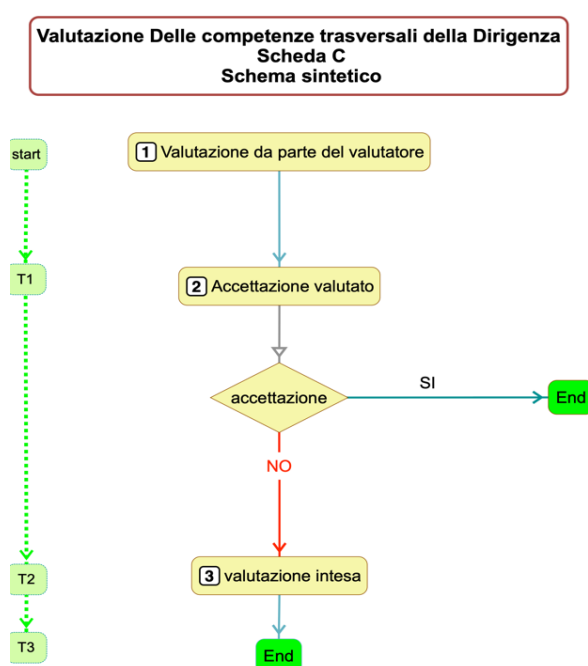 Valutazione Delle competenze trasversali della Dirigenza
Scheda C
Schema sintetico
start
1 Valutazione da parte del valutatore
T1
2 Accettazione valutato
accettazione
SI
End
NO
T2
3 valutazione intesa
T3
End